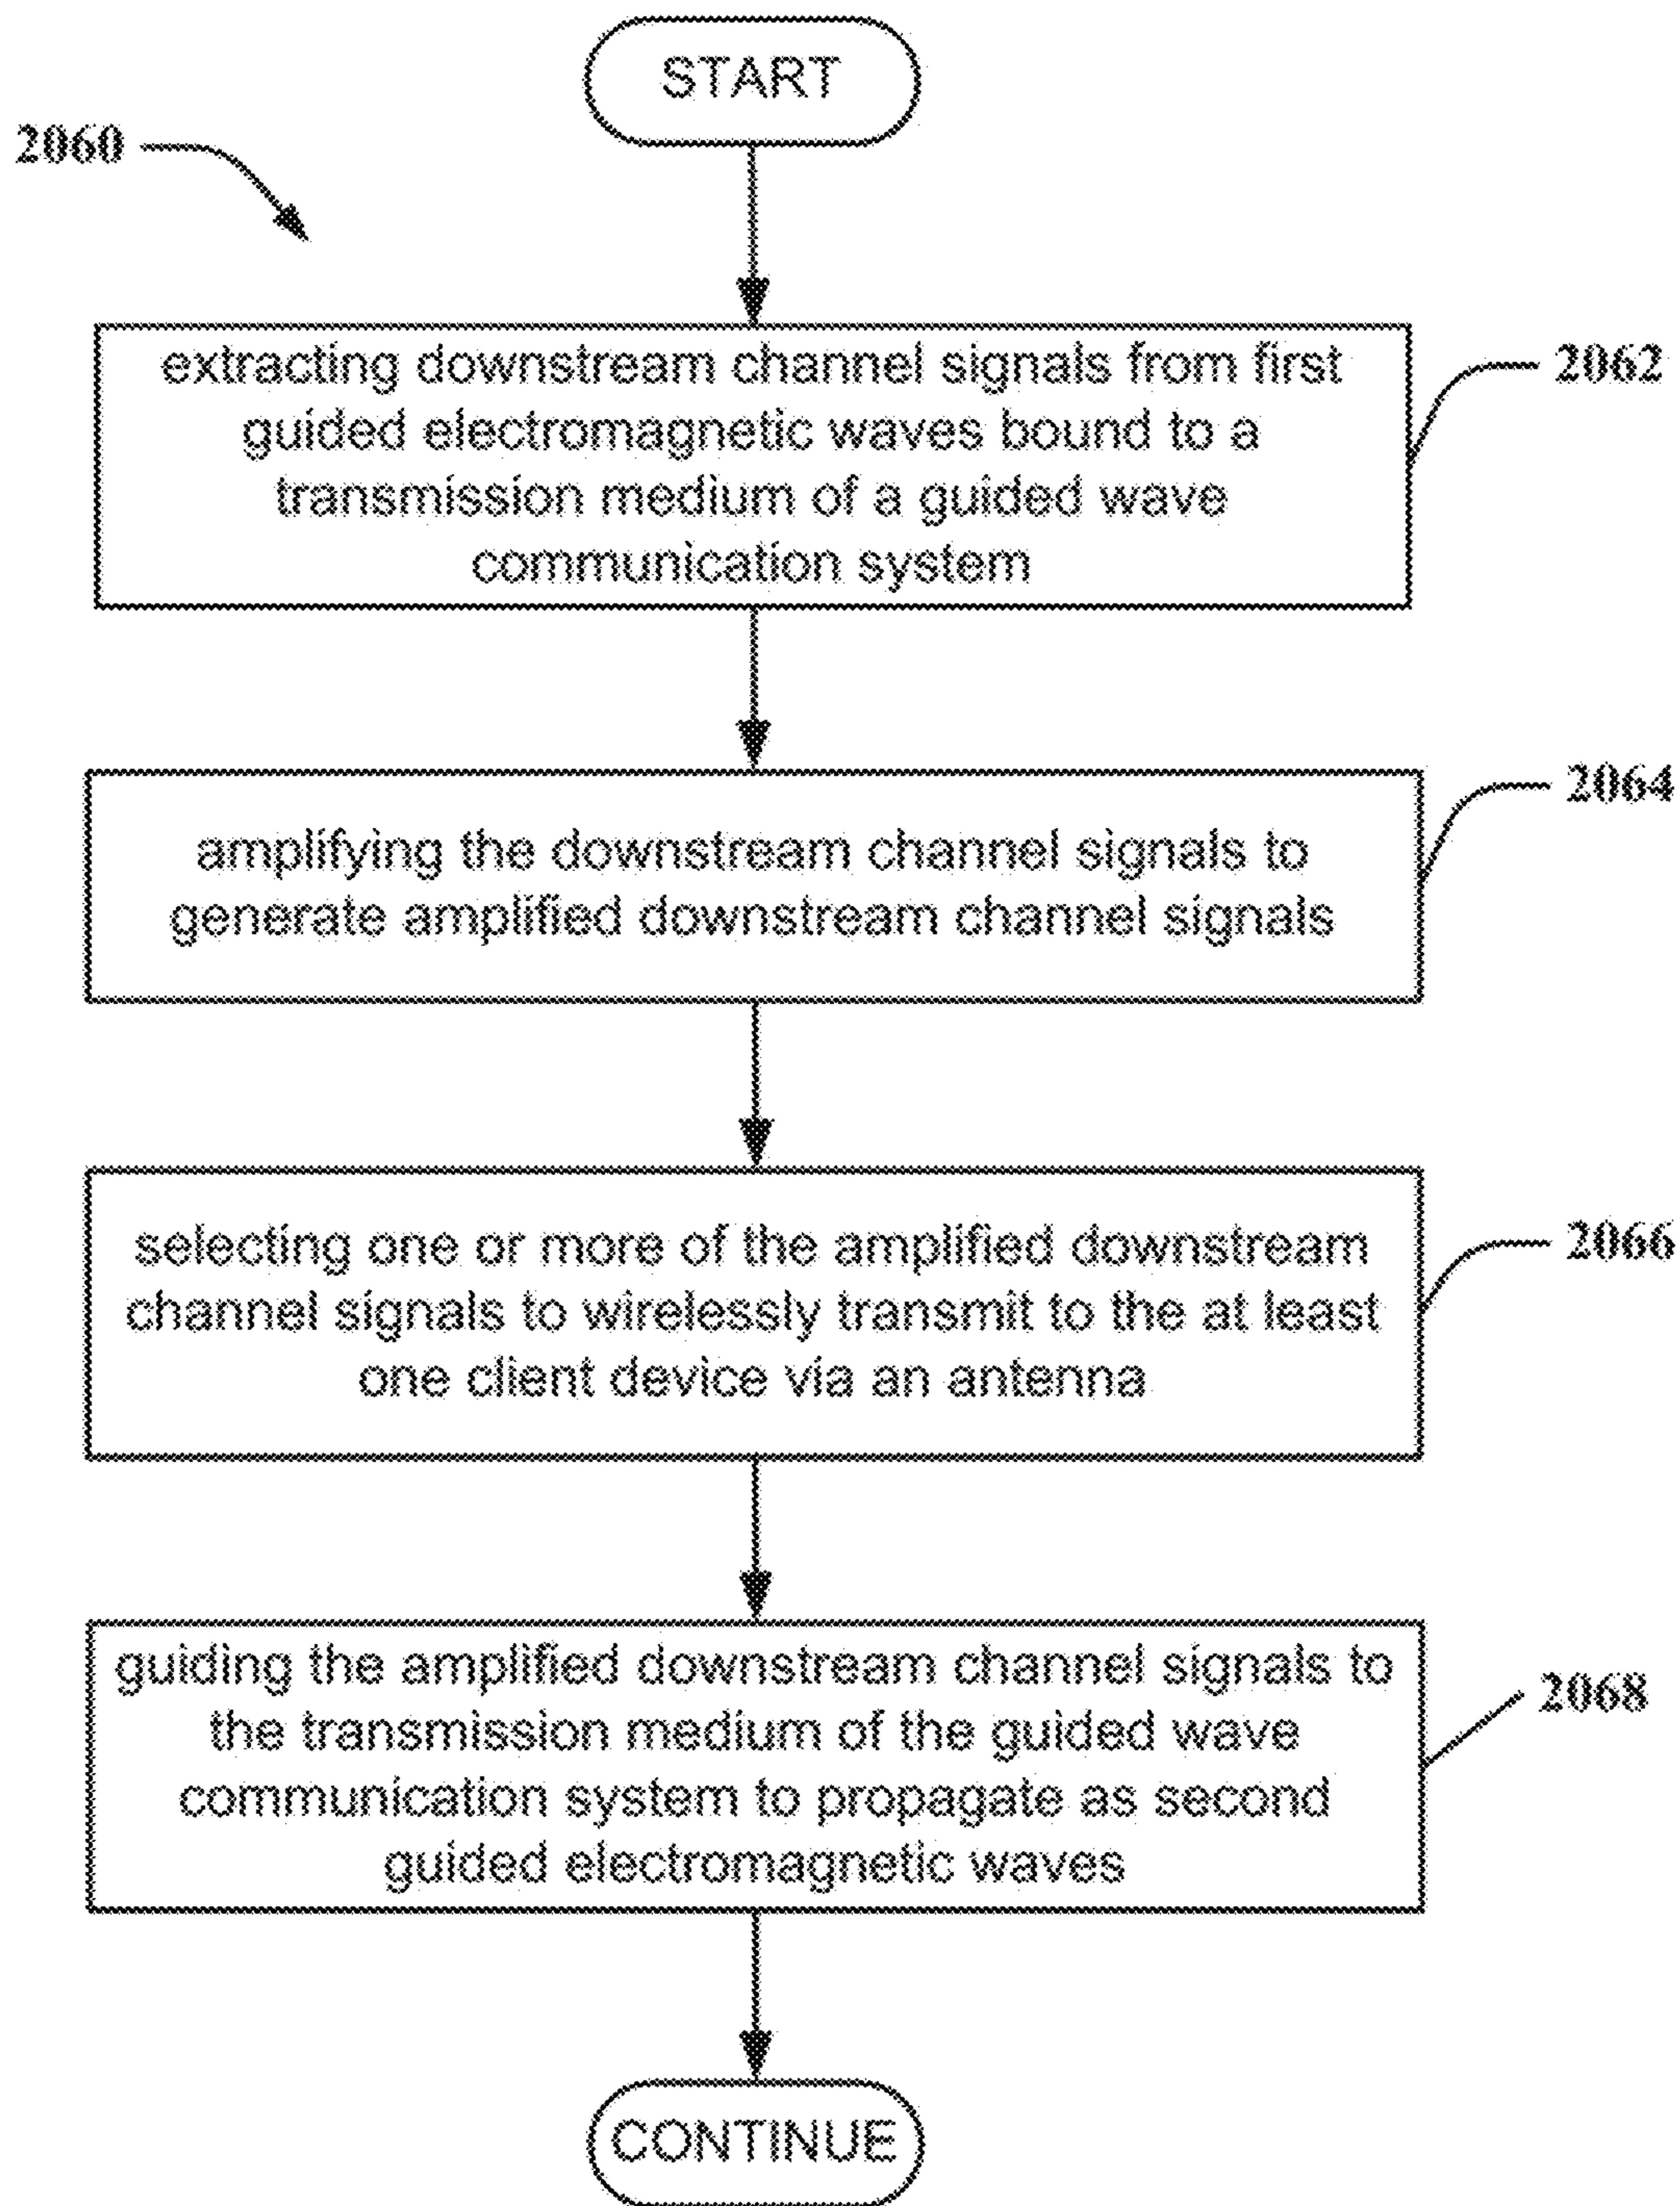 START
2060
extracting downstream channel signals from first
guided electromagnetic waves bound to a
transmission medium of a guided wave
communication system
2062
amplifying the downstream channel signals to
generate amplified downstream channel signals
2064
selecting one or more of the amplified downstream
channel signals to wirelessly transmit to the at least
one client device via an antenna
2066
guiding the amplified downstream channel signals to
the transmission medium of the guided wave
communication system to propagate as second
guided electromagnetic waves
2068
CONTINUE